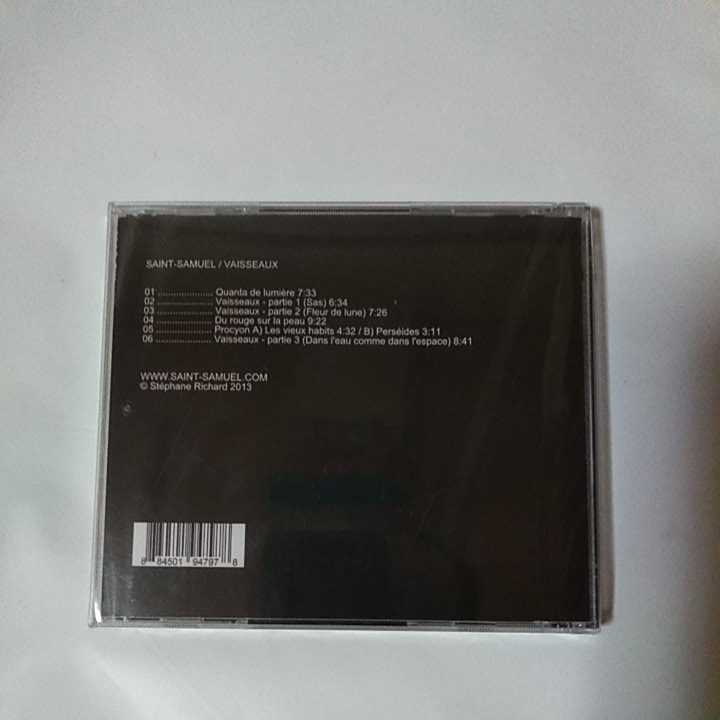 SAINT-SAMUEL / VAISSEAUX
01 ...................... Quanta de lumière 7:33
02 ...................... Vaisseaux - partie 1 (Sas) 6:34
03 ...................... Vaisseaux - partie 2 (Fleur de lune) 7:26
04 ...................... Du rouge sur la peau 9:22
05 ...................... Procyon A) Les vieux habits 4:32 / B) Perséides 3:11
06 ...................... Vaisseaux - partie 3 (Dans l'eau comme dans l'espace) 8:41
WWW.SAINT-SAMUEL.COM
© Stéphane Richard 2013
8 84501 94797 8